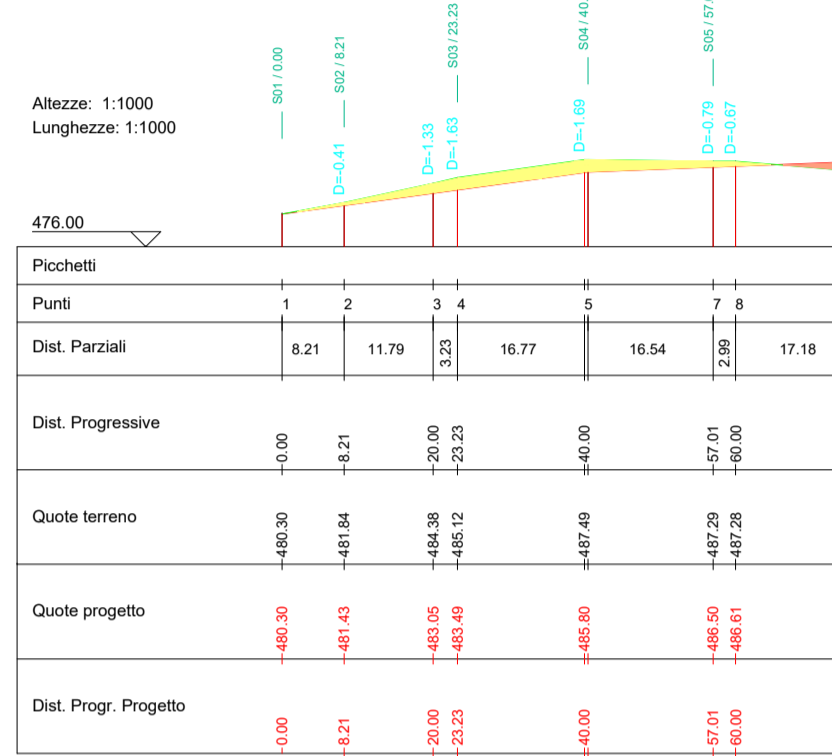 S01 / 0.00
S02 / 8.21
S03 / 23.23
S04 / 40.
S05 / 57.
Altezze: 1:1000
Lunghezze: 1:1000
D=-0.41
D=-1.33
D=-1.63
D=-1.69
D=-0.79
D=-0.67
476.00
Picchetti
Punti 1 2 3 4 5 7 8
Dist. Parziali 8.21 11.79 3.23 16.77 16.54 2.99 17.18
Dist. Progressive 0.00 8.21 20.00 23.23 40.00 57.01 60.00
Quote terreno 480.30 481.84 484.38 485.12 487.49 487.29 487.28
Quote progetto 480.30 481.43 483.05 483.49 485.80 486.50 486.61
Dist. Progr. Progetto 0.00 8.21 20.00 23.23 40.00 57.01 60.00